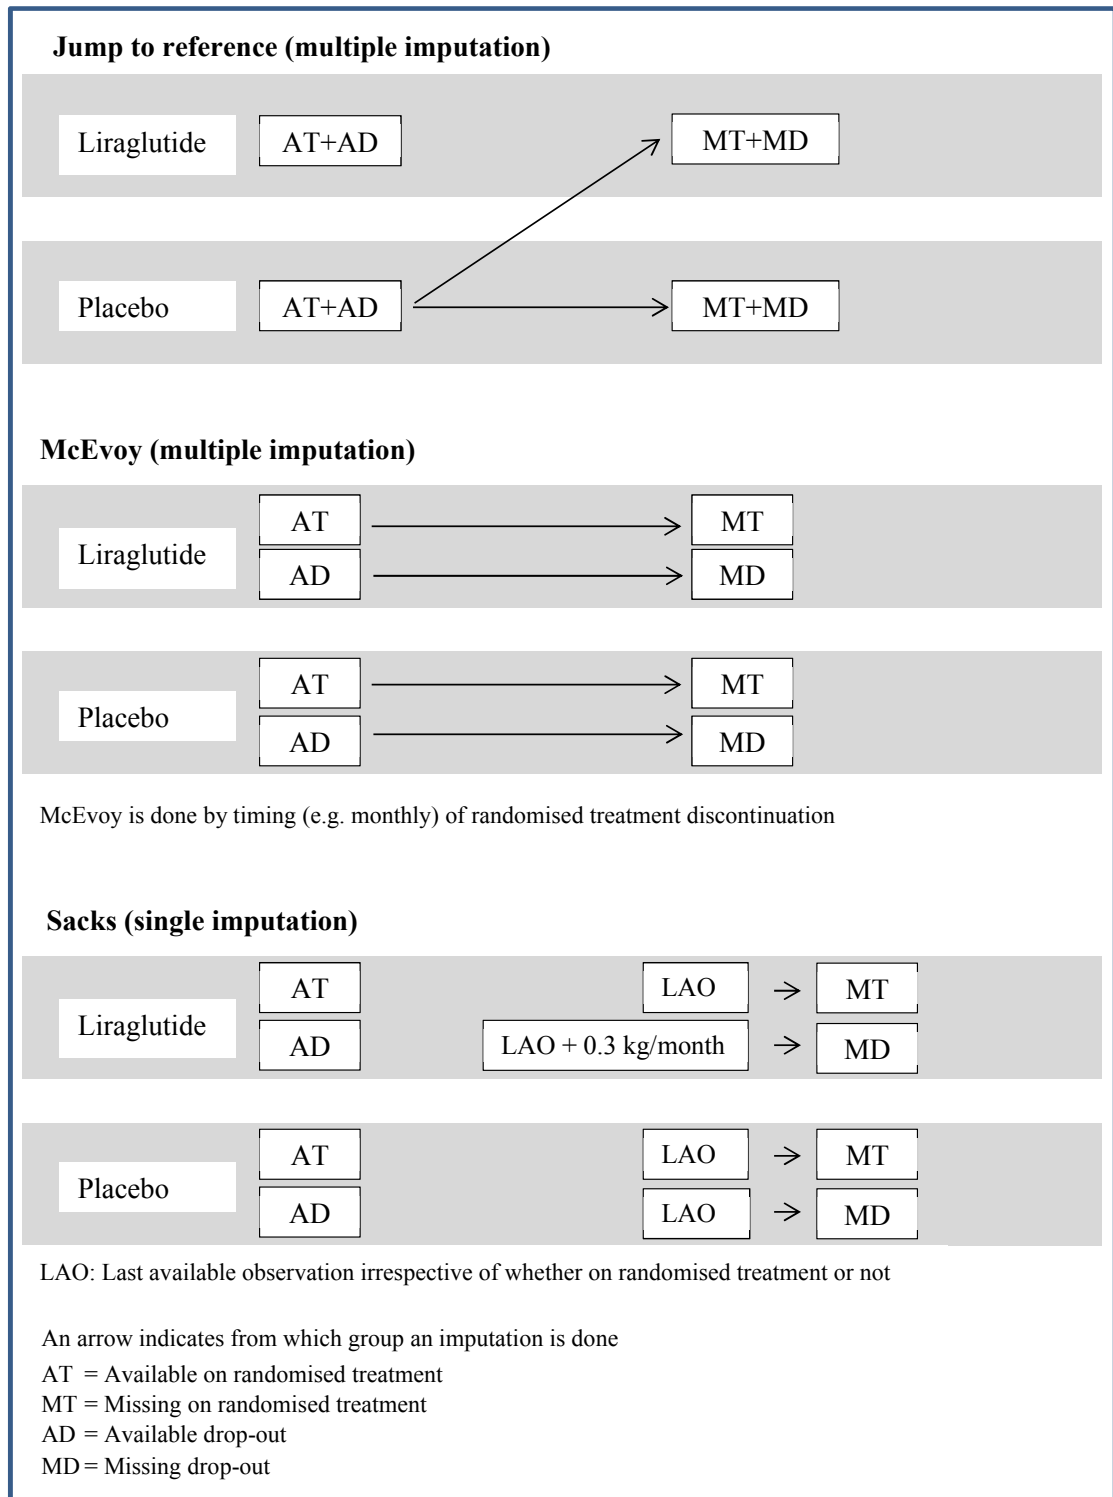 Jump to reference (multiple imputation)
Liraglutide AT+AD MT+MD
Placebo AT+AD MT+MD
McEvoy (multiple imputation)
AT MT
Liraglutide
AD MD
AT MT
Placebo
AD MD
McEvoy is done by timing (e.g. monthly) of randomised treatment discontinuation
Sacks (single imputation)
AT LAO MT
Liraglutide
AD LAO + 0.3 kg/month MD
AT LAO MT
Placebo
AD LAO MD
LAO: Last available observation irrespective of whether on randomised treatment or not
An arrow indicates from which group an imputation is done
AT = Available on randomised treatment
MT = Missing on randomised treatment
AD = Available drop-out
MD = Missing drop-out